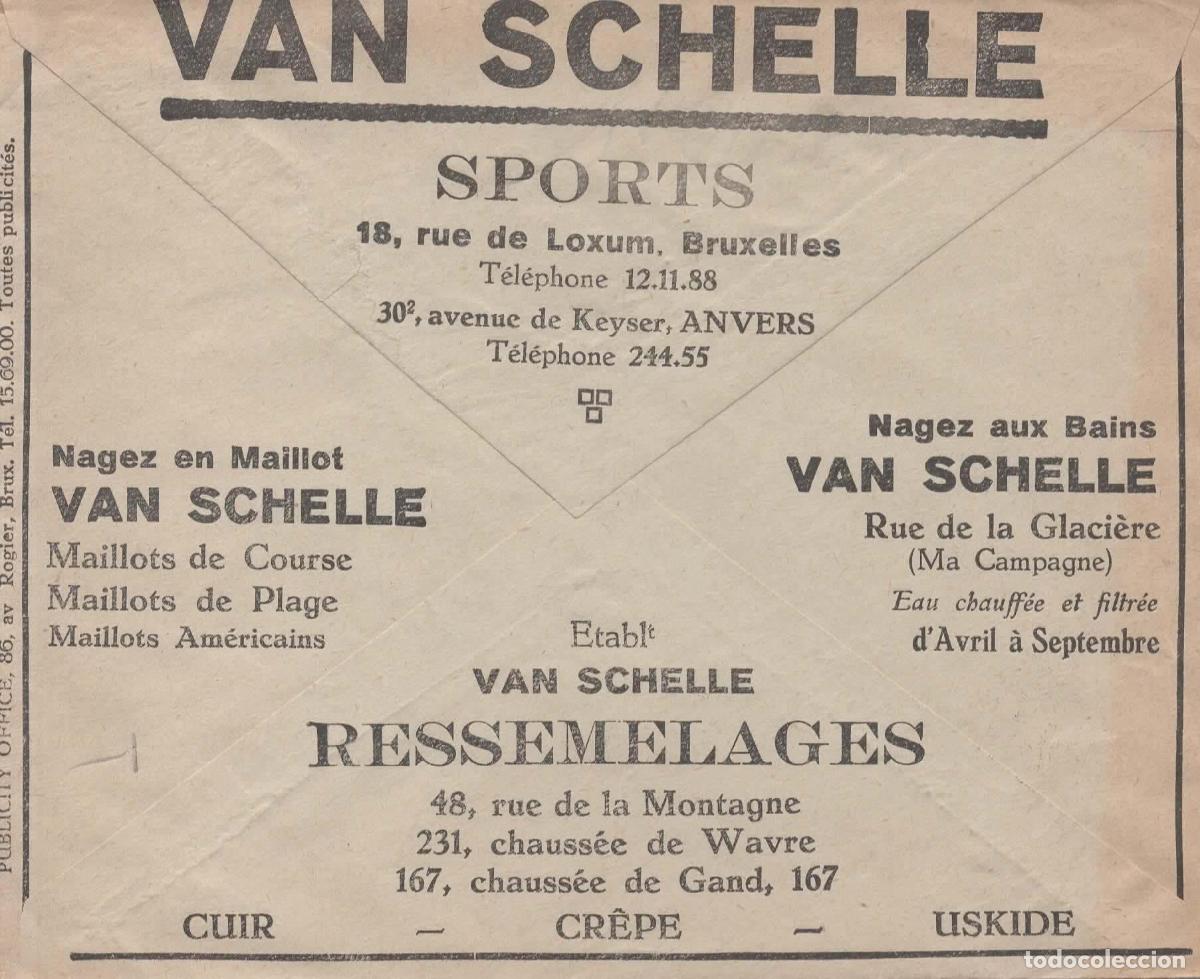 VAN SCHELLE
SPORTS
18, rue de Loxum, Bruxelles
Téléphone 12.11.88
30², avenue de Keyser, ANVERS
Téléphone 244.55
Nagez en Maillot
VAN SCHELLE
Maillots de Course
Maillots de Plage
Maillots Américains
Nagez aux Bains
VAN SCHELLE
Rue de la Glacière
(Ma Campagne)
Eau chauffée et filtrée
d'Avril à Septembre
Etablᵗ
VAN SCHELLE
RESSEMELAGES
48, rue de la Montagne
231, chaussée de Wavre
167, chaussée de Gand, 167
CUIR – CRÊPE – USKIDE
PUBLICITY OFFICE, 86, av Rogier, Brux. Tél. 15.69.00. Toutes publicités.
todocoleccion